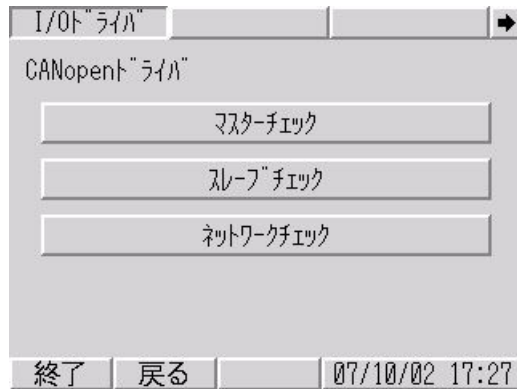 I/Oﾄﾞﾗｲﾊﾞ
CANopenﾄﾞﾗｲﾊﾞ
ﾏｽﾀｰﾁｪｯｸ
ｽﾚｰﾌﾞﾁｪｯｸ
ﾈｯﾄﾜｰｸﾁｪｯｸ
終了 戻る 07/10/02 17:27